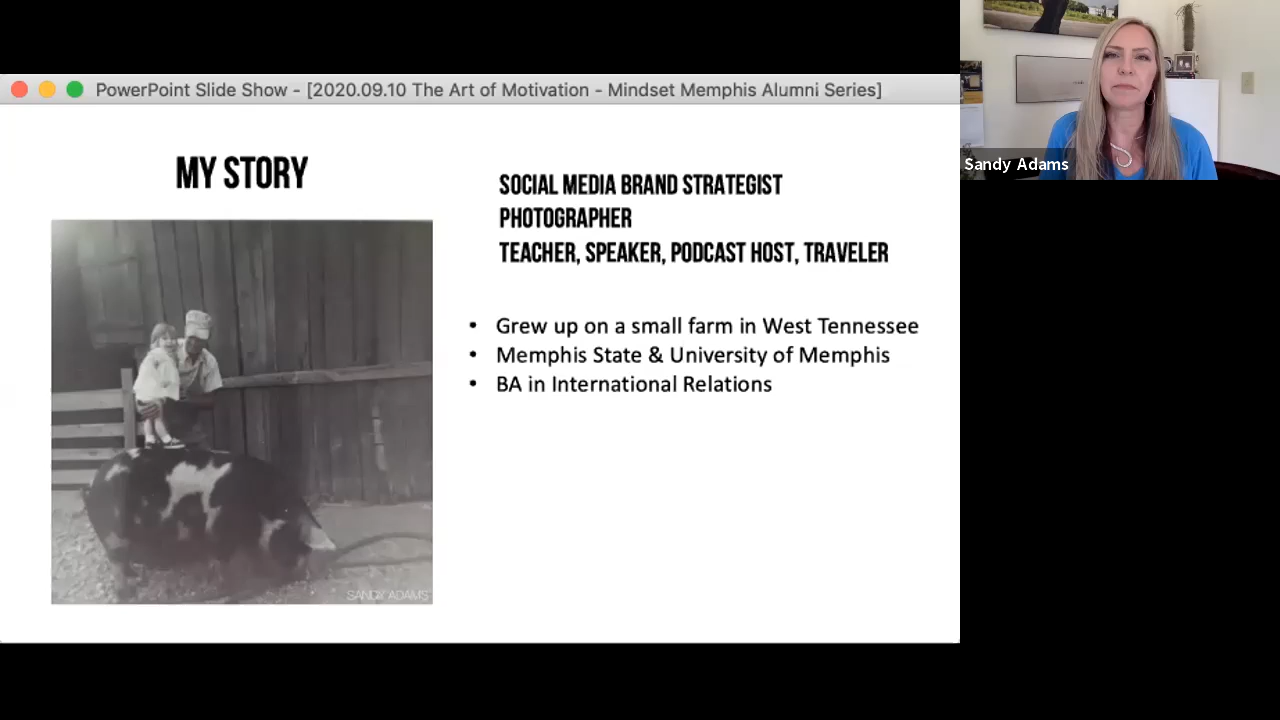 PowerPoint Slide Show - [2020.09.10 The Art of Motivation - Mindset Memphis Alumni Series]
Sandy Adams
MY STORY
SOCIAL MEDIA BRAND STRATEGIST
PHOTOGRAPHER
TEACHER, SPEAKER, PODCAST HOST, TRAVELER
• Grew up on a small farm in West Tennessee
• Memphis State & University of Memphis
• BA in International Relations
SANDY ADAMS